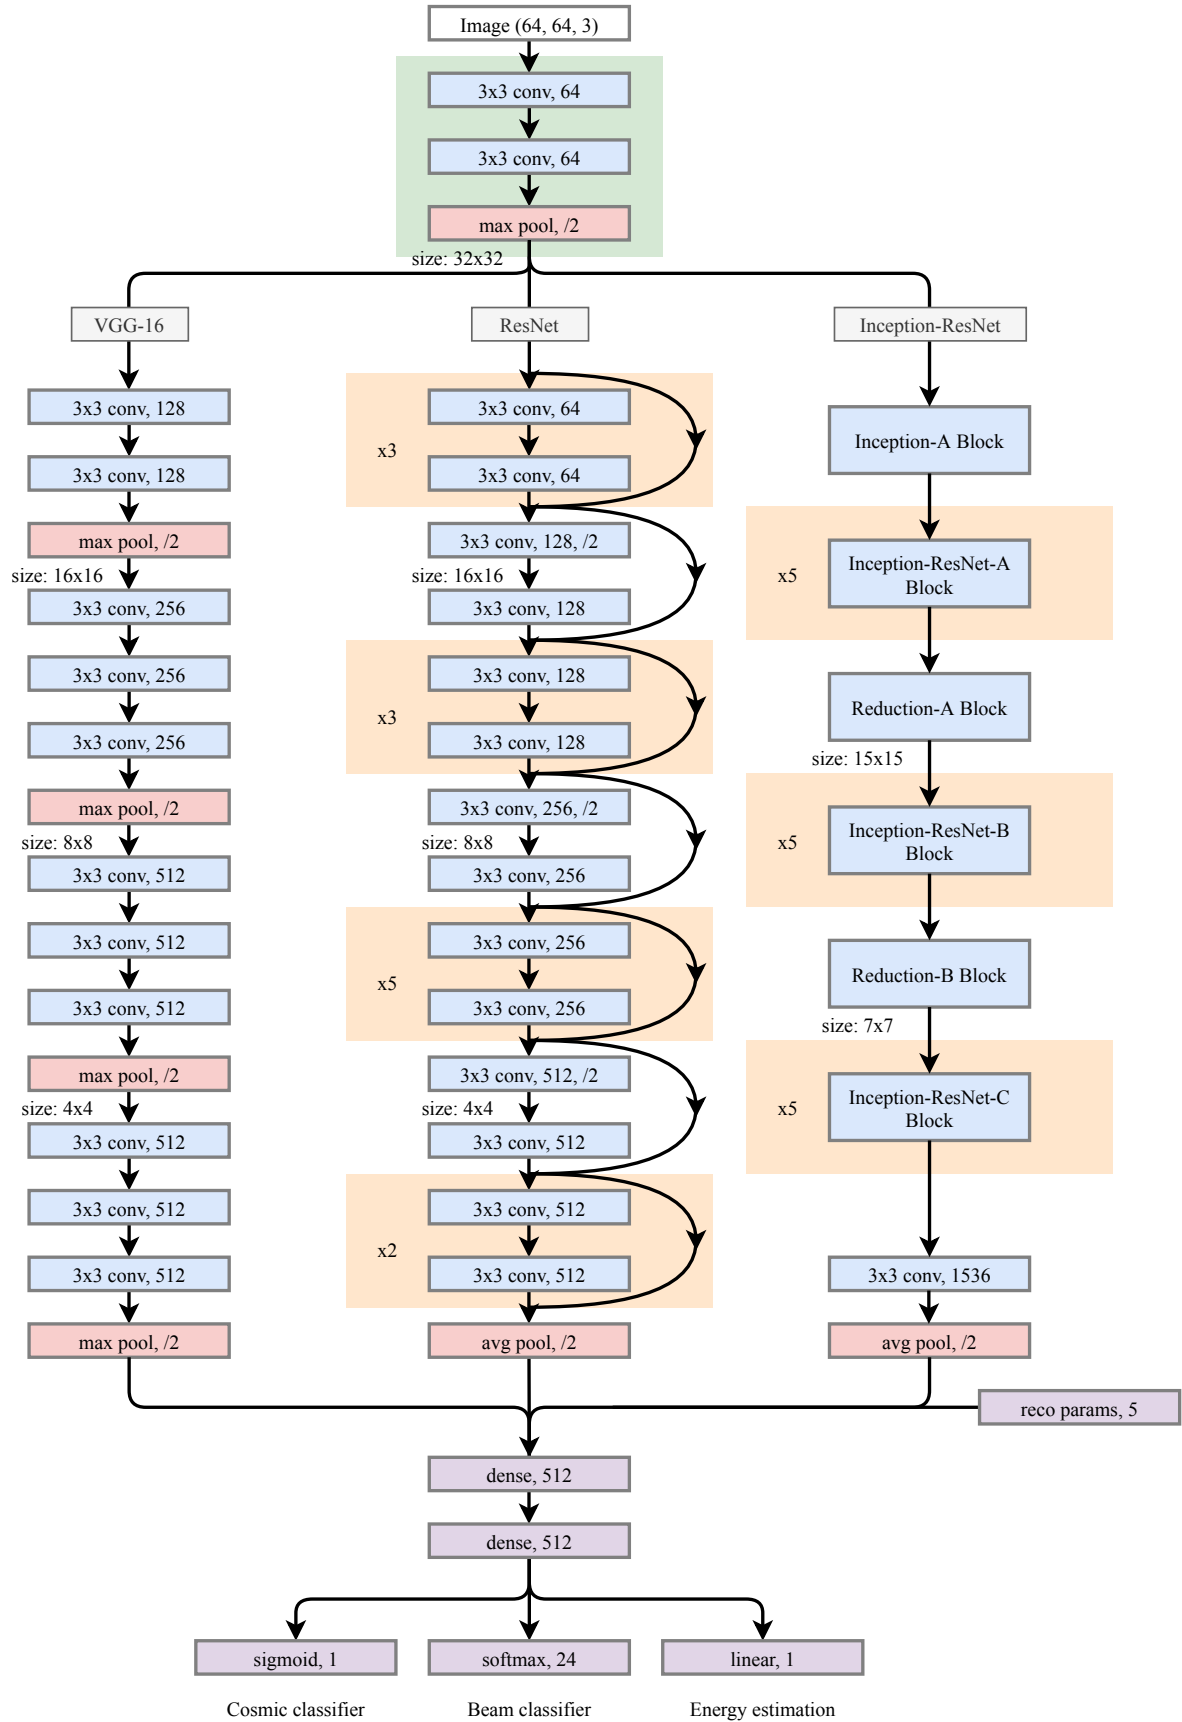 Image (64, 64, 3)
3x3 conv, 64
3x3 conv, 64
max pool, /2
size: 32x32
VGG-16
3x3 conv, 128
3x3 conv, 128
max pool, /2
size: 16x16
3x3 conv, 256
3x3 conv, 256
3x3 conv, 256
max pool, /2
size: 8x8
3x3 conv, 512
3x3 conv, 512
3x3 conv, 512
max pool, /2
size: 4x4
3x3 conv, 512
3x3 conv, 512
3x3 conv, 512
max pool, /2
ResNet
3x3 conv, 64
x3
3x3 conv, 64
3x3 conv, 128, /2
size: 16x16
3x3 conv, 128
3x3 conv, 128
x3
3x3 conv, 128
3x3 conv, 256, /2
size: 8x8
3x3 conv, 256
3x3 conv, 256
x5
3x3 conv, 256
3x3 conv, 512, /2
size: 4x4
3x3 conv, 512
3x3 conv, 512
x2
3x3 conv, 512
avg pool, /2
Inception-ResNet
Inception-A Block
x5
Inception-ResNet-A
Block
Reduction-A Block
size: 15x15
x5
Inception-ResNet-B
Block
Reduction-B Block
size: 7x7
x5
Inception-ResNet-C
Block
3x3 conv, 1536
avg pool, /2
reco params, 5
dense, 512
dense, 512
sigmoid, 1
softmax, 24
linear, 1
Cosmic classifier
Beam classifier
Energy estimation